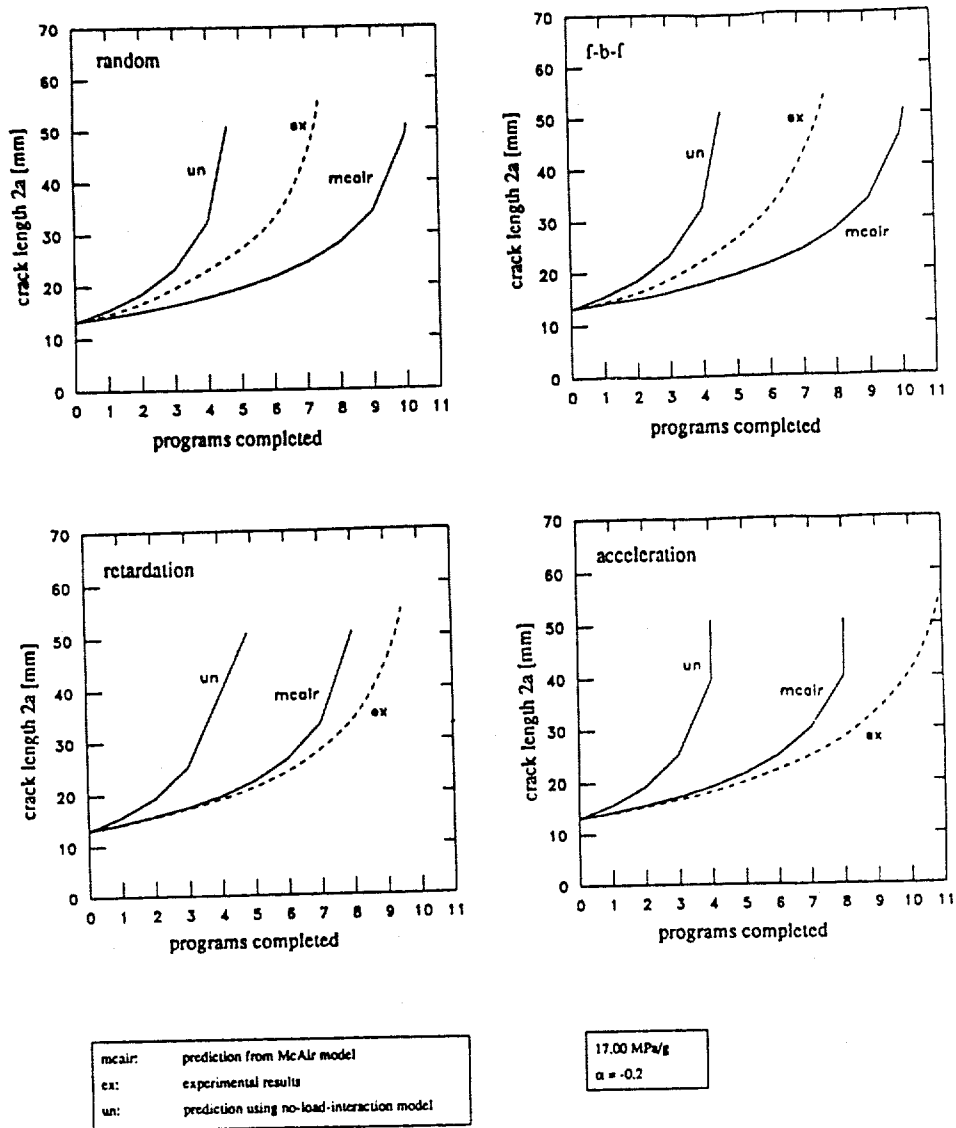 random
crack length 2a [mm]
70
60
50
40
30
20
10
0
un
ex
mcair
0 1 2 3 4 5 6 7 8 9 10 11
programs completed
f-b-f
crack length 2a [mm]
70
60
50
40
30
20
10
0
un
ex
mcair
0 1 2 3 4 5 6 7 8 9 10 11
programs completed
retardation
crack length 2a [mm]
70
60
50
40
30
20
10
0
un
mcair
ex
0 1 2 3 4 5 6 7 8 9 10 11
programs completed
acceleration
crack length 2a [mm]
70
60
50
40
30
20
10
0
un
mcair
ex
0 1 2 3 4 5 6 7 8 9 10 11
programs completed
mcair: prediction from McAir model
ex: experimental results
un: prediction using no-load-interaction model
17.00 MPa/g
α = -0.2